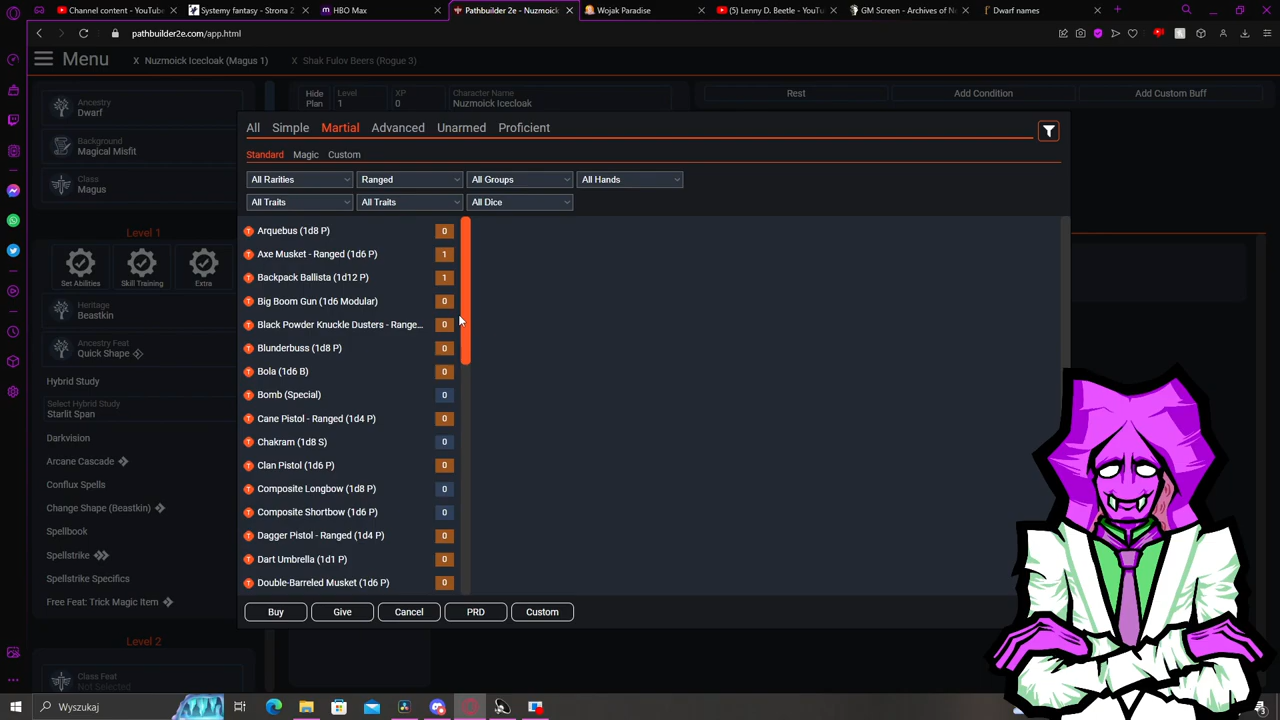 Channel content - YouTube
Systemy fantasy - Strona 2
HBO Max
Pathbuilder 2e - Nuzmoick
Wojak Paradise
(5) Lenny D. Beetle - YouTu
GM Screen - Archives of N
Dwarf names
pathbuilder2e.com/app.html
Menu
X Nuzmoick Icecloak (Magus 1)
X Shak Fulov Beers (Rogue 3)
Ancestry
Dwarf
Background
Magical Misfit
Class
Magus
Hide
Plan
Level
1
XP
0
Character Name
Nuzmoick Icecloak
Rest
Add Condition
Add Custom Buff
Level 1
Set Abilities
Skill Training
Extra
Heritage
Beastkin
Ancestry Feat
Quick Shape
Hybrid Study
Select Hybrid Study
Starlit Span
Darkvision
Arcane Cascade
Conflux Spells
Change Shape (Beastkin)
Spellbook
Spellstrike
Spellstrike Specifics
Free Feat: Trick Magic Item
Level 2
Class Feat
Not Selected
All Simple Martial Advanced Unarmed Proficient
Standard Magic Custom
All Rarities Ranged All Groups All Hands
All Traits All Traits All Dice
T Arquebus (1d8 P) 0
T Axe Musket - Ranged (1d6 P) 1
T Backpack Ballista (1d12 P) 1
T Big Boom Gun (1d6 Modular) 0
T Black Powder Knuckle Dusters - Range... 0
T Blunderbuss (1d8 P) 0
T Bola (1d6 B) 0
T Bomb (Special) 0
T Cane Pistol - Ranged (1d4 P) 0
T Chakram (1d8 S) 0
T Clan Pistol (1d6 P) 0
T Composite Longbow (1d8 P) 0
T Composite Shortbow (1d6 P) 0
T Dagger Pistol - Ranged (1d4 P) 0
T Dart Umbrella (1d1 P) 0
T Double-Barreled Musket (1d6 P) 0
Buy Give Cancel PRD Custom
Wyszukaj